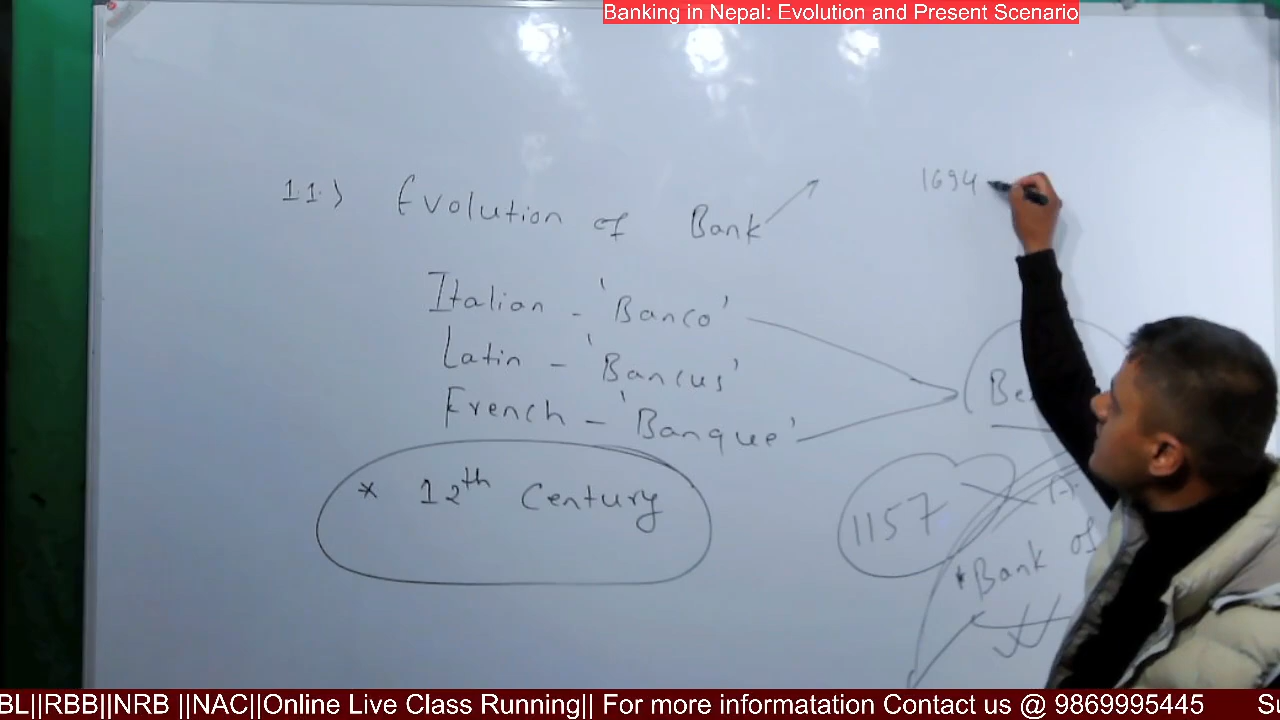 Banking in Nepal: Evolution and Present Scenario
1.1.) Evolution of Bank
1694
Italian - 'Banco'
Latin - 'Bancus'
French - 'Banque'
Be
* 12th Century
1157
*Bank of
BL||RBB||NRB ||NAC||Online Live Class Running|| For more informatation Contact us @ 9869995445